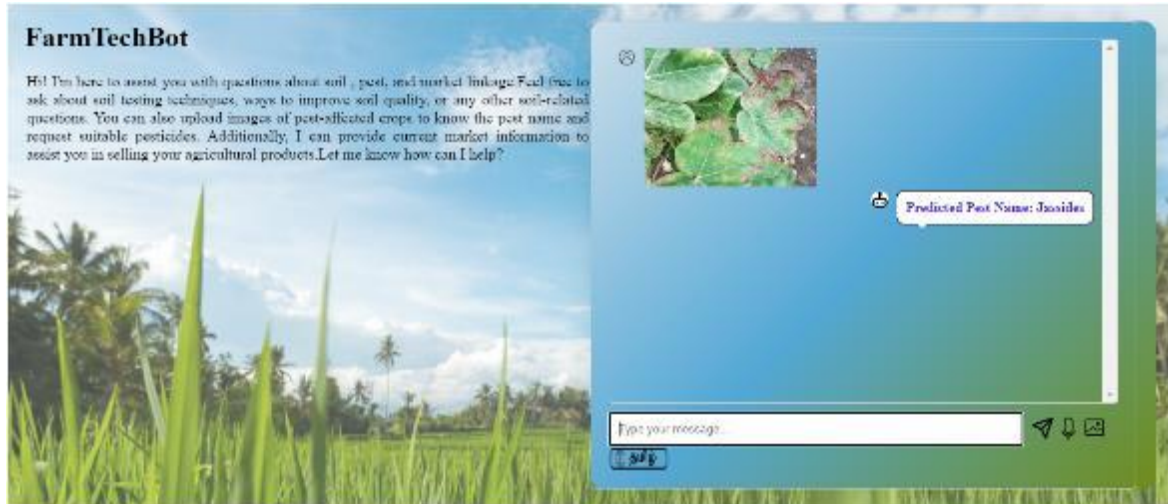 FarmTechBot
Hi! I'm here to assist you with questions about soil , pest, and market linkage.Feel free to
ask about soil testing techniques, ways to improve soil quality, or any other soil-related
questions. You can also upload images of pest-affected crops to know the pest name and
request suitable pesticides. Additionally, I can provide current market information to
assist you in selling your agricultural products.Let me know how can I help?
Predicted Pest Name: Jassides
Type your message...
தமிழ்